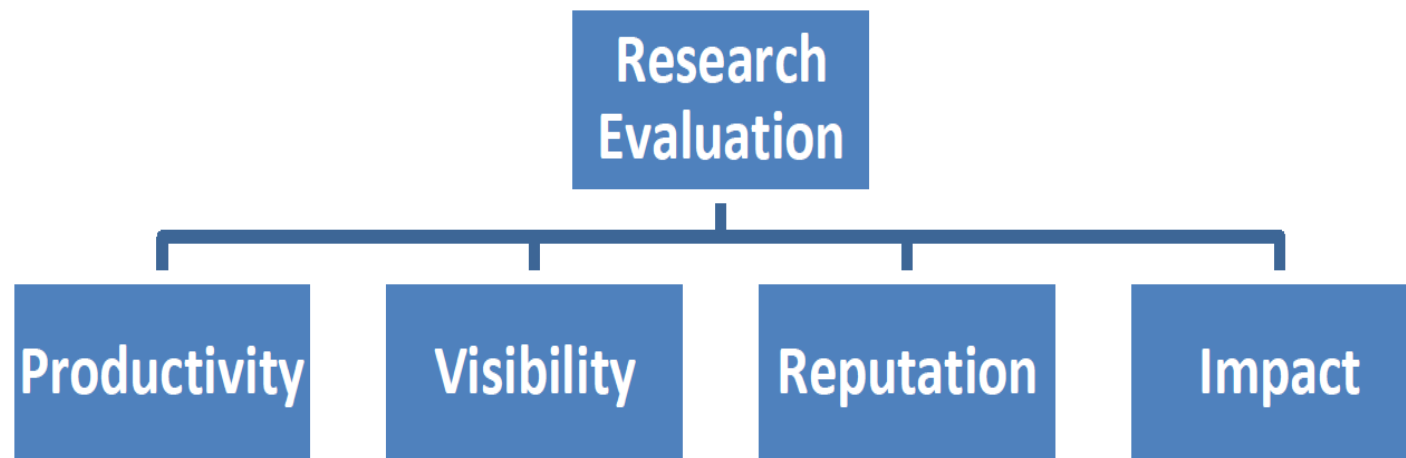 Research
Evaluation
Productivity
Visibility
Reputation
Impact